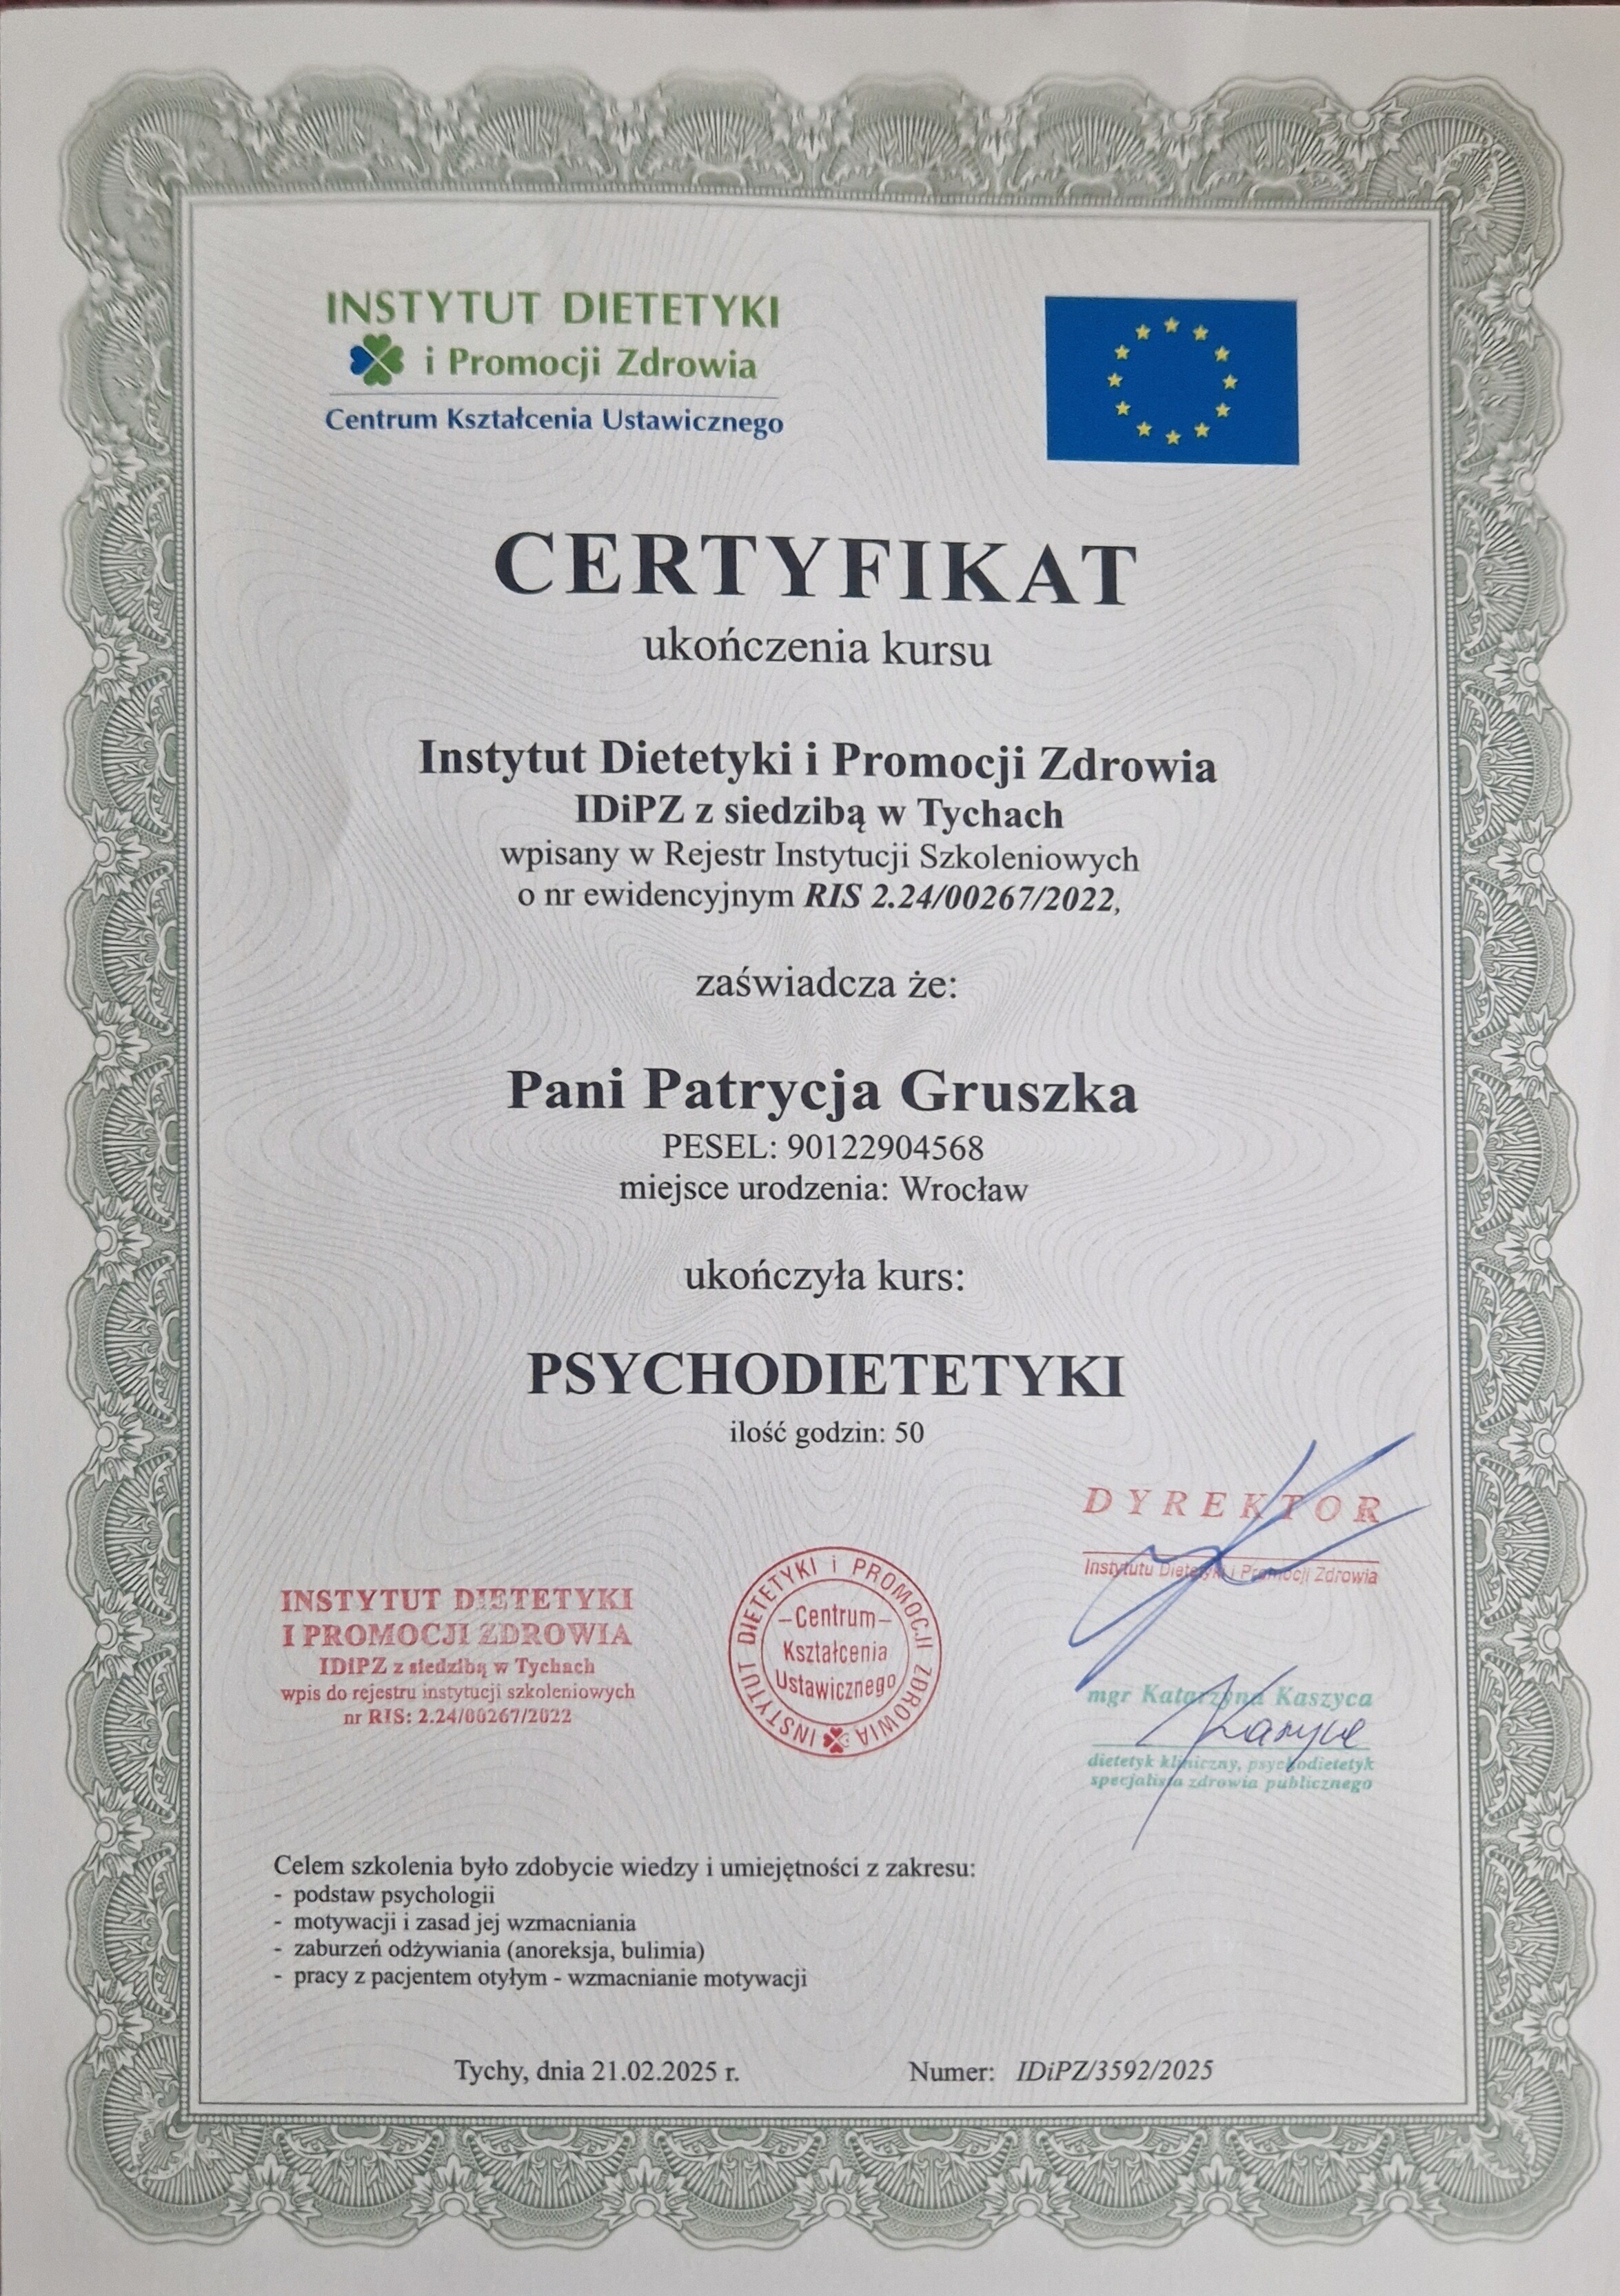 INSTYTUT DIETETYKI
i Promocji Zdrowia
Centrum Kształcenia Ustawicznego
CERTYFIKAT
ukończenia kursu
Instytut Dietetyki i Promocji Zdrowia
IDiPZ z siedzibą w Tychach
wpisany w Rejestr Instytucji Szkoleniowych
o nr ewidencyjnym RIS 2.24/00267/2022,
zaświadcza że:
Pani Patrycja Gruszka
PESEL: 90122904568
miejsce urodzenia: Wrocław
ukończyła kurs:
PSYCHODIETETYKI
ilość godzin: 50
DYREKTOR
Instytutu Dietetyki i Promocji Zdrowia
INSTYTUT DIETETYKI
I PROMOCJI ZDROWIA
IDiPZ z siedzibą w Tychach
wpis do rejestru instytucji szkoleniowych
nr RIS: 2.24/00267/2022
INSTYTUT DIETETYKI i PROMOCJI ZDROWIA
-Centrum-
Kształcenia
Ustawicznego
mgr Katarzyna Kaszyca
Kaszyca
dietetyk kliniczny, psychodietetyk
specjalista zdrowia publicznego
Celem szkolenia było zdobycie wiedzy i umiejętności z zakresu:
- podstaw psychologii
- motywacji i zasad jej wzmacniania
- zaburzeń odżywiania (anoreksja, bulimia)
- pracy z pacjentem otyłym - wzmacnianie motywacji
Tychy, dnia 21.02.2025 r.
Numer: IDiPZ/3592/2025